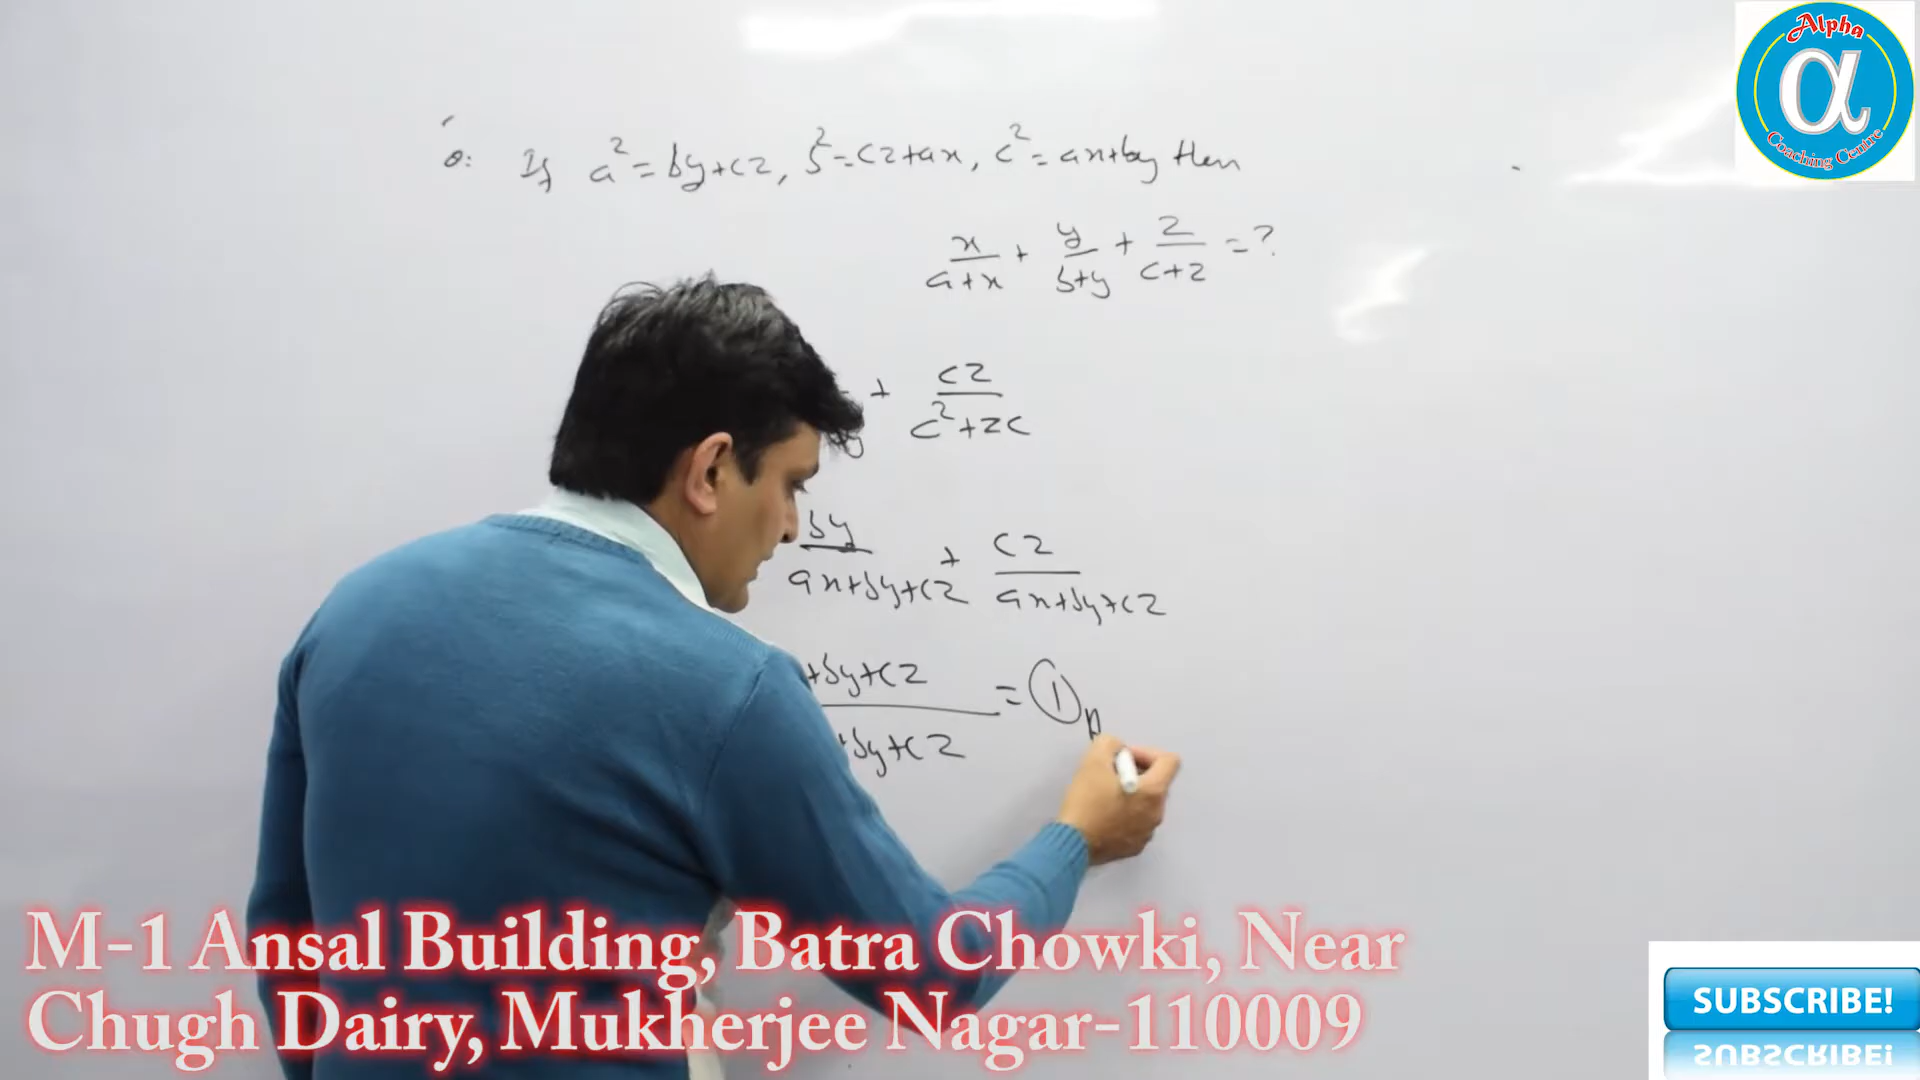 Alpha
α
Coaching Centre
Q: If a² = by+cz, b² = cz+ax, c² = ax+by then
x/a+x + y/b+y + z/c+z = ?
+ cz/c²+zc
by/ax+by+cz + cz/ax+by+cz
+by+cz/+by+cz = 1
M-1 Ansal Building, Batra Chowki, Near
Chugh Dairy, Mukherjee Nagar-110009
SUBSCRIBE!